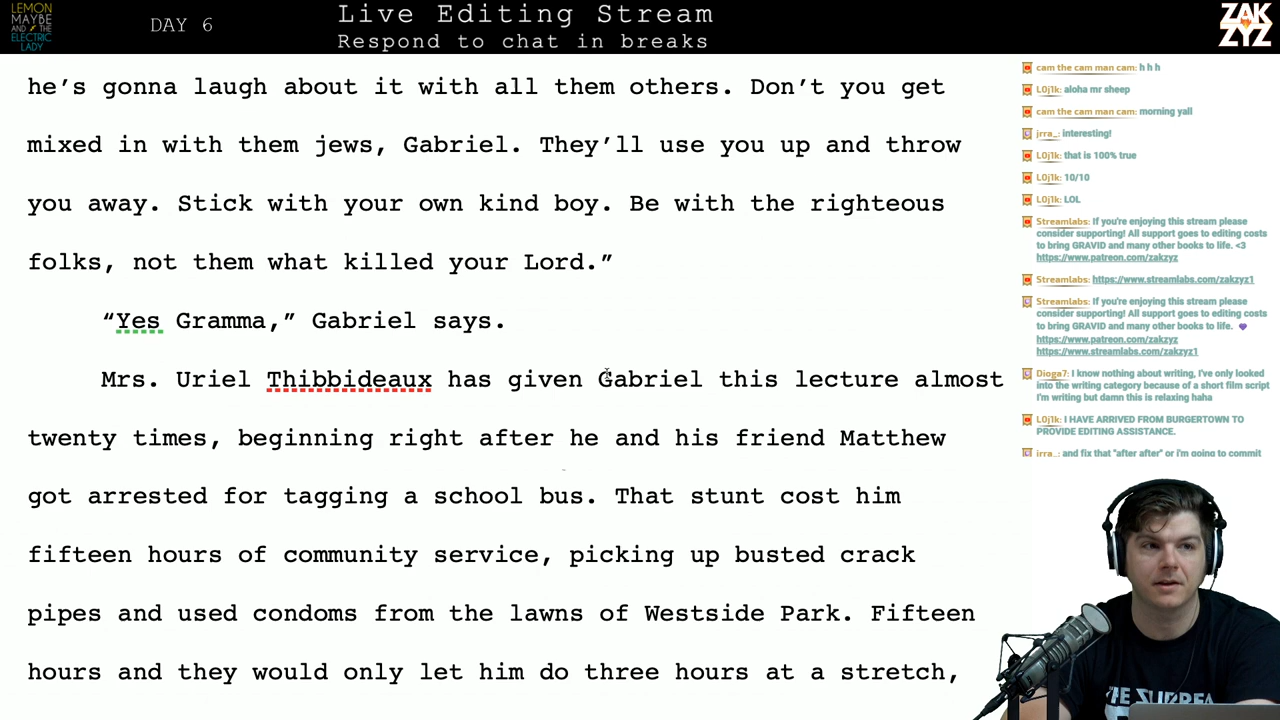 LEMON
MAYBE
AND THE
ELECTRIC
LADY
DAY 6
Live Editing Stream
Respond to chat in breaks
ZAK
ZYZ
he’s gonna laugh about it with all them others. Don’t you get
mixed in with them jews, Gabriel. They’ll use you up and throw
you away. Stick with your own kind boy. Be with the righteous
folks, not them what killed your Lord.”
“Yes Gramma,” Gabriel says.
Mrs. Uriel Thibbideaux has given Gabriel this lecture almost
twenty times, beginning right after he and his friend Matthew
got arrested for tagging a school bus. That stunt cost him
fifteen hours of community service, picking up busted crack
pipes and used condoms from the lawns of Westside Park. Fifteen
hours and they would only let him do three hours at a stretch,
cam the cam man cam: h h h
L0j1k: aloha mr sheep
cam the cam man cam: morning yall
jrra_: interesting!
L0j1k: that is 100% true
L0j1k: 10/10
L0j1k: LOL
Streamlabs: If you're enjoying this stream please
consider supporting! All support goes to editing costs
to bring GRAVID and many other books to life. <3
https://www.patreon.com/zakzyz
Streamlabs: https://www.streamlabs.com/zakzyz1
Streamlabs: If you're enjoying this stream please
consider supporting! All support goes to editing costs
to bring GRAVID and many other books to life. 💜
https://www.patreon.com/zakzyz
https://www.streamlabs.com/zakzyz1
Dioga7: I know nothing about writing, I've only looked
into the writing category because of a short film script
I'm writing but damn this is relaxing haha
L0j1k: I HAVE ARRIVED FROM BURGERTOWN TO
PROVIDE EDITING ASSISTANCE.
jrra_: and fix that "after after" or i'm going to commit
THE SURREA